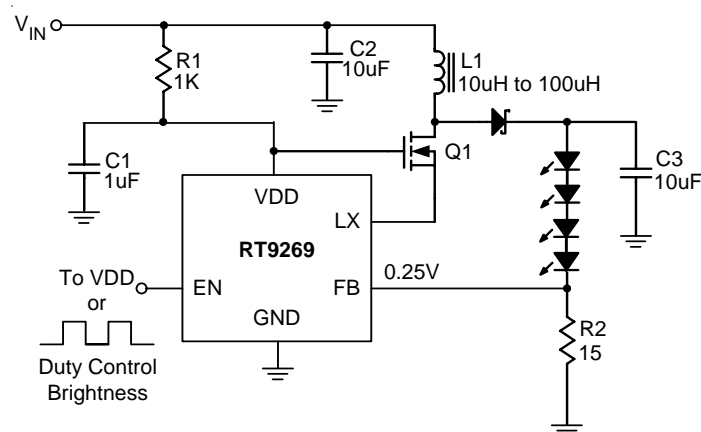 VIN
R1
1K
C2
10uF
L1
10uH to 100uH
C1
1uF
Q1
C3
10uF
VDD
LX
RT9269
To VDD
or
EN
FB
0.25V
GND
Duty Control
Brightness
R2
15